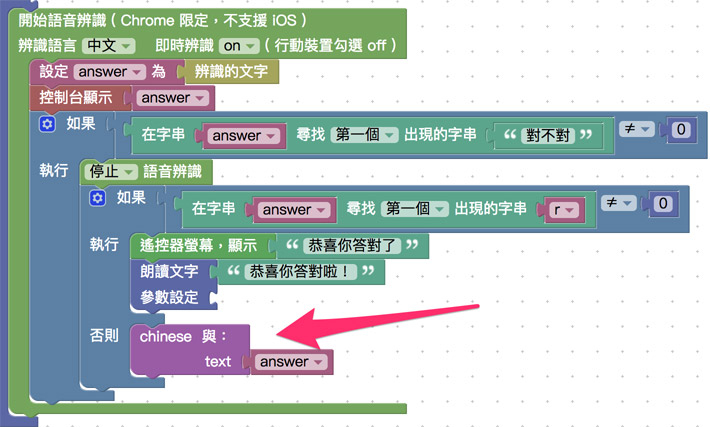 開始語音辨識（Chrome 限定，不支援 iOS）
辨識語言 中文 即時辨識 on（行動裝置勾選 off）
設定 answer 為 辨識的文字
控制台顯示 answer
如果 在字串 answer 尋找 第一個 出現的字串 “ 對不對 ” ≠ 0
執行 停止 語音辨識
如果 在字串 answer 尋找 第一個 出現的字串 r ≠ 0
執行 遙控器螢幕，顯示 “ 恭喜你答對了 ”
朗讀文字 “ 恭喜你答對啦！ ”
參數設定
否則 chinese 與：
text answer